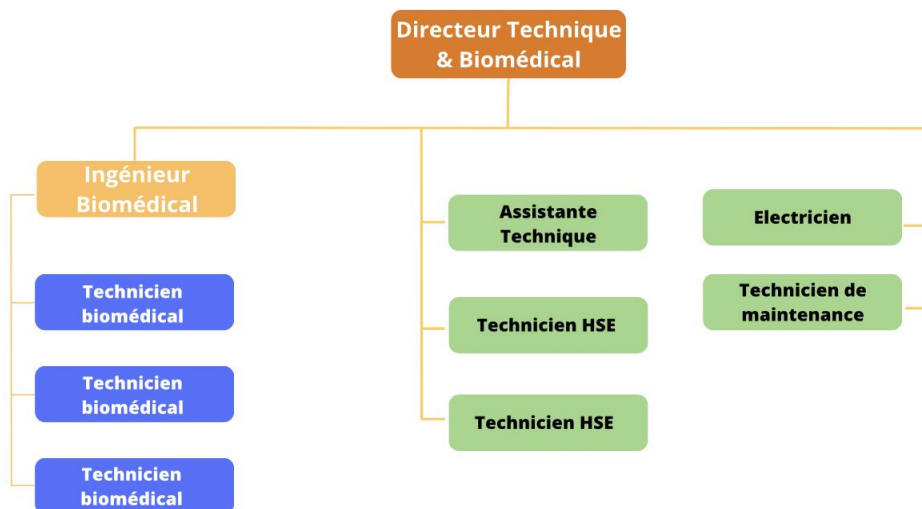 Directeur Technique
& Biomédical
Ingénieur
Biomédical
Technicien
biomédical
Technicien
biomédical
Technicien
biomédical
Assistante
Technique
Technicien HSE
Technicien HSE
Electricien
Technicien de
maintenance